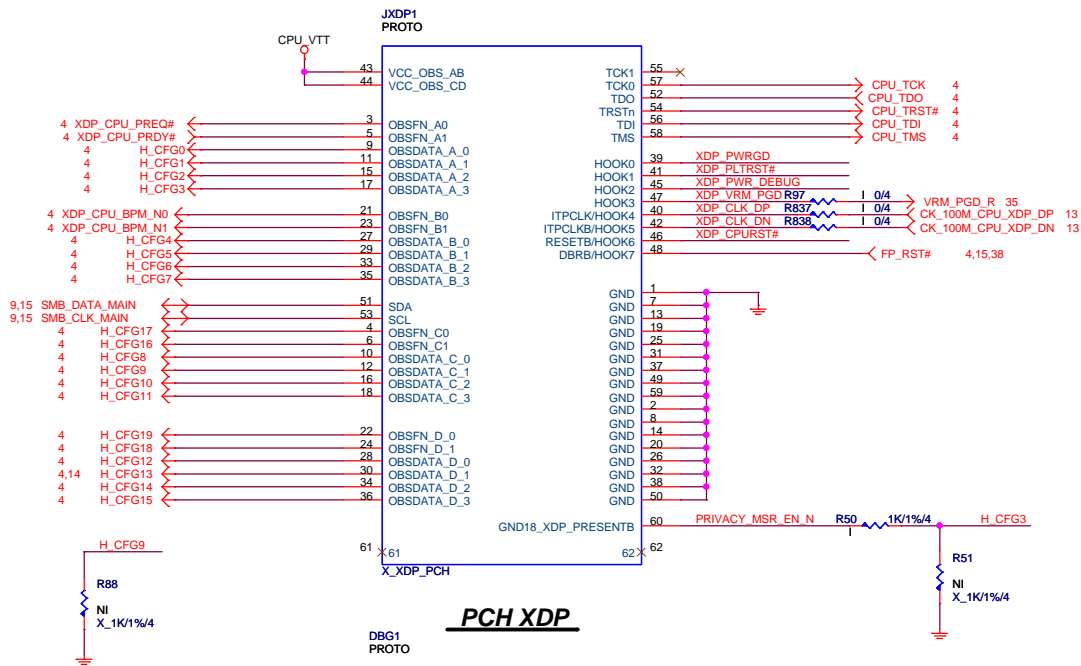 JXDP1
PROTO
CPU_VTT
43 VCC_OBS_AB
44 VCC_OBS_CD
4 XDP_CPU_PREQ# 3 OBSFN_A0
4 XDP_CPU_PRDY# 5 OBSFN_A1
4 H_CFG0 9 OBSDATA_A_0
4 H_CFG1 11 OBSDATA_A_1
4 H_CFG2 15 OBSDATA_A_2
4 H_CFG3 17 OBSDATA_A_3
4 XDP_CPU_BPM_N0 21 OBSFN_B0
4 XDP_CPU_BPM_N1 23 OBSFN_B1
4 H_CFG4 27 OBSDATA_B_0
4 H_CFG5 29 OBSDATA_B_1
4 H_CFG6 33 OBSDATA_B_2
4 H_CFG7 35 OBSDATA_B_3
9,15 SMB_DATA_MAIN 51 SDA
9,15 SMB_CLK_MAIN 53 SCL
4 H_CFG17 4 OBSFN_C0
4 H_CFG16 6 OBSFN_C1
4 H_CFG8 10 OBSDATA_C_0
4 H_CFG9 12 OBSDATA_C_1
4 H_CFG10 16 OBSDATA_C_2
4 H_CFG11 18 OBSDATA_C_3
4 H_CFG19 22 OBSFN_D_0
4 H_CFG18 24 OBSFN_D_1
4 H_CFG12 28 OBSDATA_D_0
4,14 H_CFG13 30 OBSDATA_D_1
4 H_CFG14 34 OBSDATA_D_2
4 H_CFG15 36 OBSDATA_D_3
61 61
X_XDP_PCH
TCK1 55
TCK0 57 CPU_TCK 4
TDO 52 CPU_TDO 4
TRSTn 54 CPU_TRST# 4
TDI 56 CPU_TDI 4
TMS 58 CPU_TMS 4
HOOK0 39 XDP_PWRGD
HOOK1 41 XDP_PLTRST#
HOOK2 45 XDP_PWR_DEBUG
HOOK3 47 XDP_VRM_PGD R97 I 0/4 VRM_PGD_R 35
ITPCLK/HOOK4 40 XDP_CLK_DP R837 I 0/4 CK_100M_CPU_XDP_DP 13
ITPCLKB/HOOK5 42 XDP_CLK_DN R838 I 0/4 CK_100M_CPU_XDP_DN 13
RESETB/HOOK6 46 XDP_CPURST#
DBRB/HOOK7 48 FP_RST# 4,15,38
GND 1
GND 7
GND 13
GND 19
GND 25
GND 31
GND 37
GND 49
GND 59
GND 2
GND 8
GND 14
GND 20
GND 26
GND 32
GND 38
GND 50
GND18_XDP_PRESENTB 60 PRIVACY_MSR_EN_N R50 I 1K/1%/4 H_CFG3
62 62
R51
NI
X_1K/1%/4
H_CFG9
R88
NI
X_1K/1%/4
PCH XDP
DBG1
PROTO